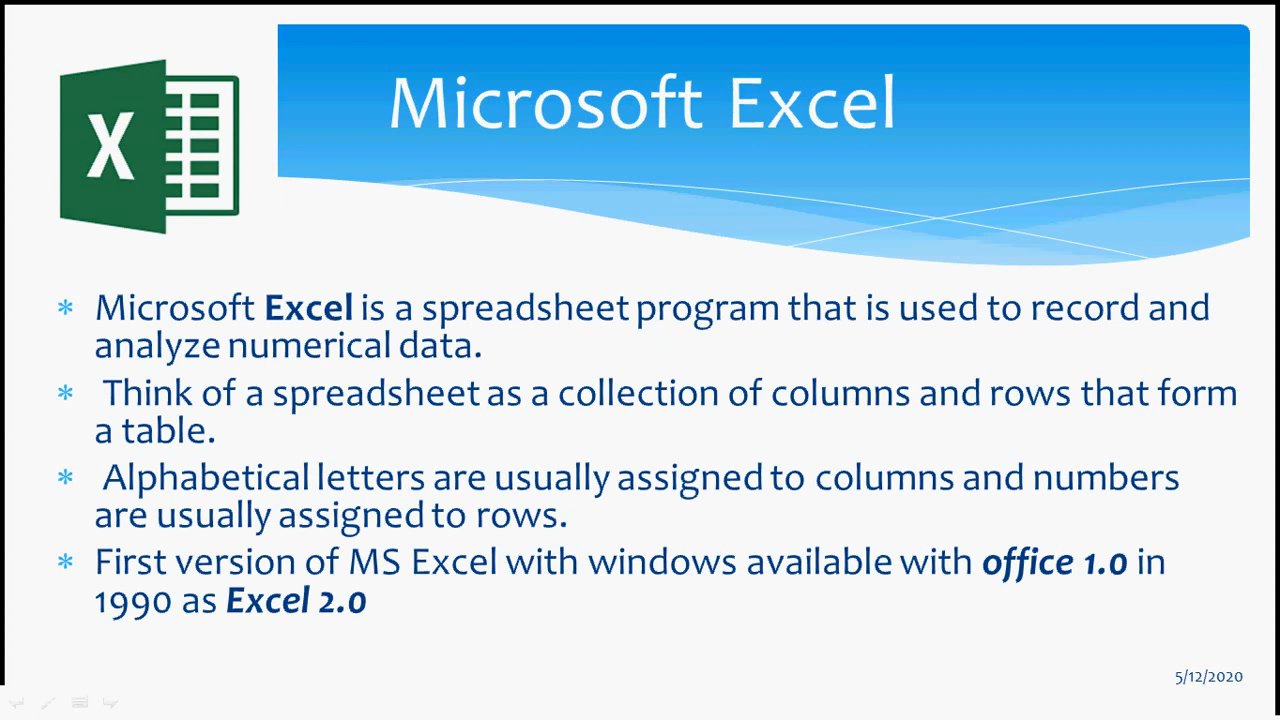 X
Microsoft Excel
* Microsoft Excel is a spreadsheet program that is used to record and
analyze numerical data.
* Think of a spreadsheet as a collection of columns and rows that form
a table.
* Alphabetical letters are usually assigned to columns and numbers
are usually assigned to rows.
* First version of MS Excel with windows available with office 1.0 in
1990 as Excel 2.0
5/12/2020